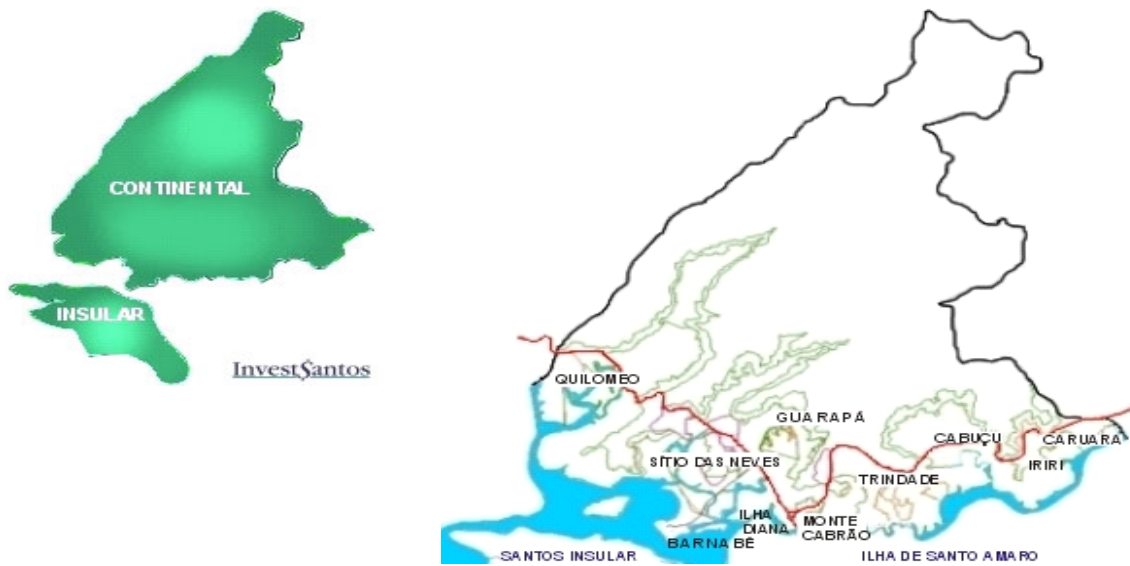 CONTINENTAL
INSULAR
InvestSantos
QUILOMBO
GUARAPÁ
CABUÇU
CARUARA
IRIRI
SÍTIO DAS NEVES
TRINDADE
ILHA
DIANA
MONTE
CABRÃO
BARNABÊ
SANTOS INSULAR
ILHA DE SANTO AMARO